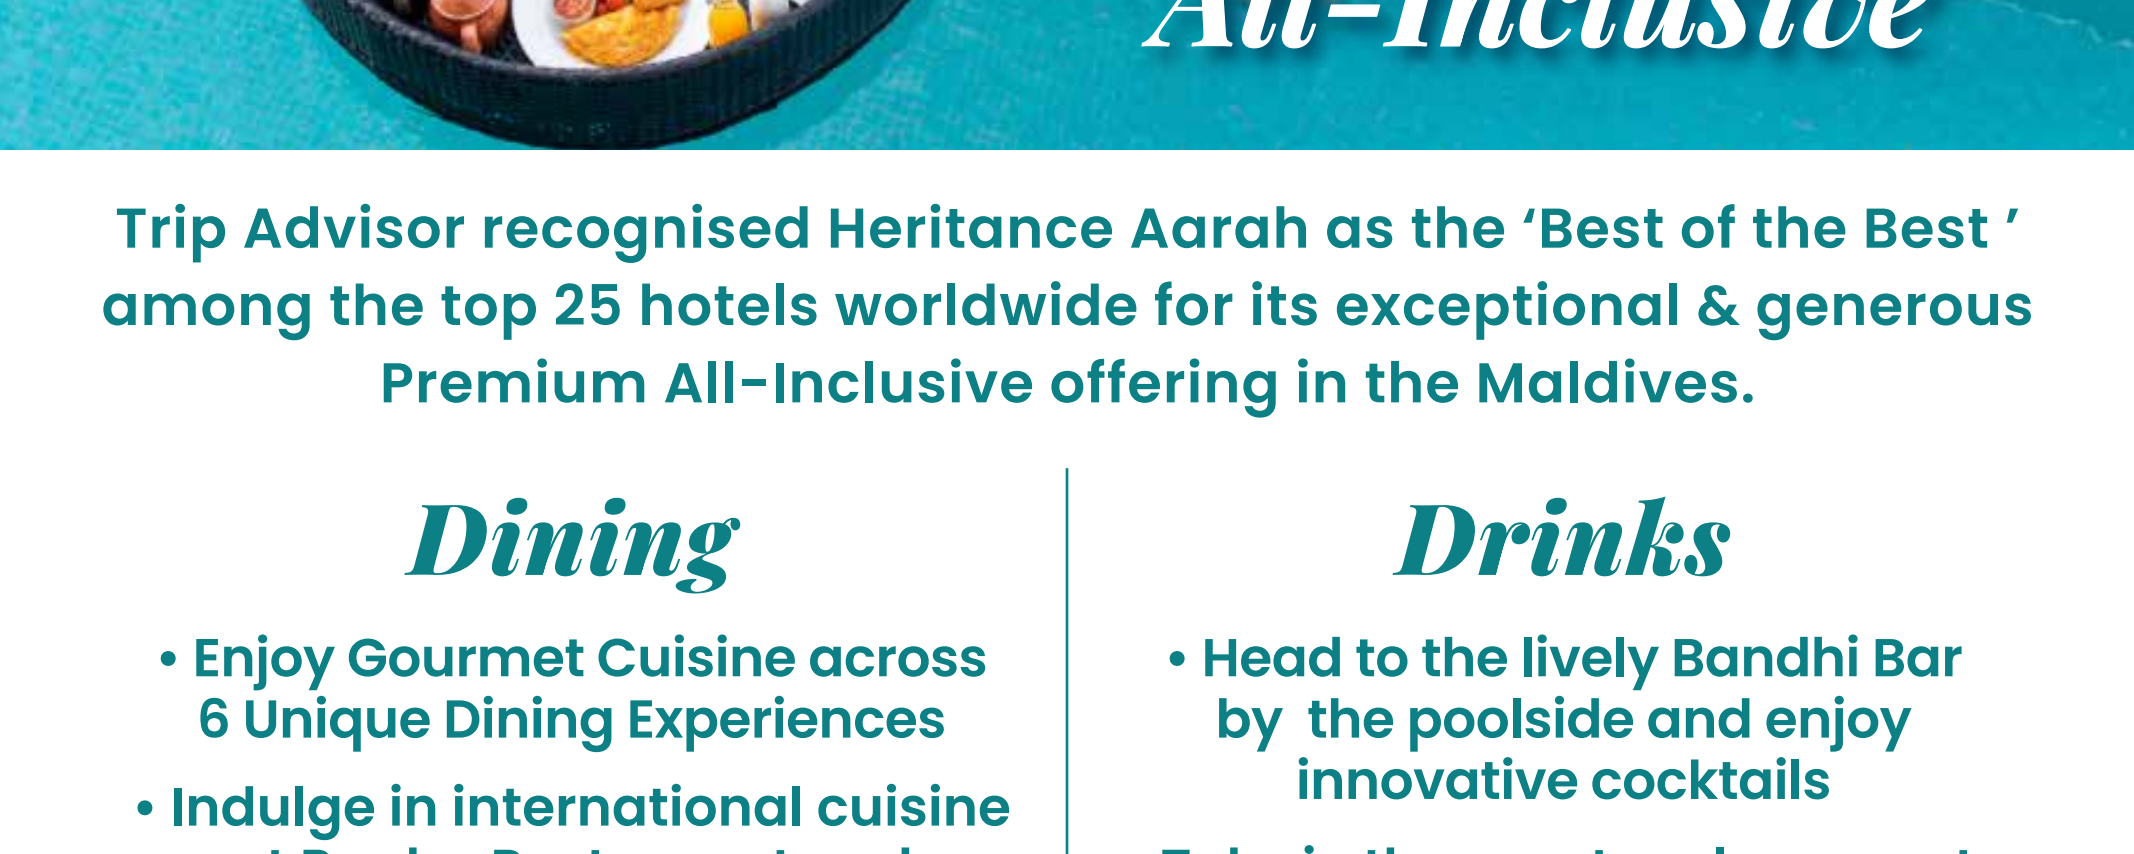 All-Inclusive
Trip Advisor recognised Heritance Aarah as the ‘Best of the Best ’
among the top 25 hotels worldwide for its exceptional & generous
Premium All-Inclusive offering in the Maldives.
Dining
• Enjoy Gourmet Cuisine across
6 Unique Dining Experiences
• Indulge in international cuisine
Drinks
• Head to the lively Bandhi Bar
by the poolside and enjoy
innovative cocktails